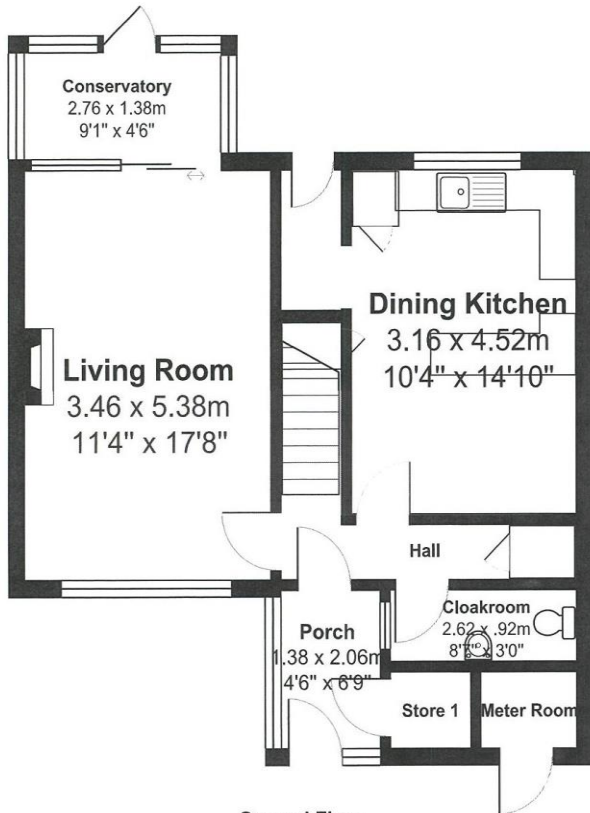 Conservatory
2.76 x 1.38m
9'1" x 4'6"
Dining Kitchen
3.16 x 4.52m
10'4" x 14'10"
Living Room
3.46 x 5.38m
11'4" x 17'8"
Hall
Cloakroom
2.62 x .92m
8'7" x 3'0"
Porch
1.38 x 2.06m
4'6" x 6'9"
Store 1
Meter Room